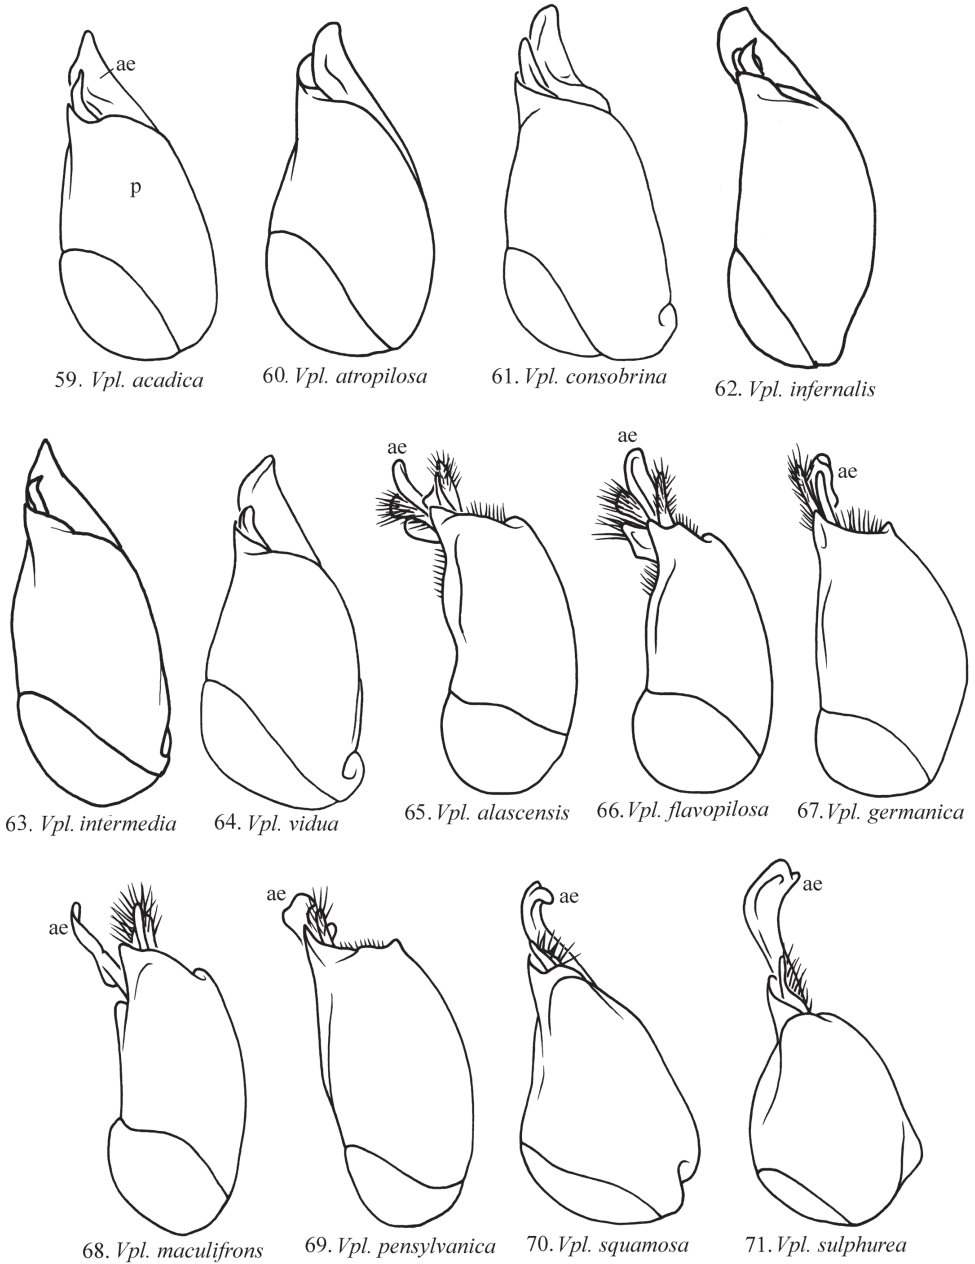 ae
p
59. Vpl. acadica
60. Vpl. atropilosa
61. Vpl. consobrina
62. Vpl. infernalis
ae
ae
ae
63. Vpl. intermedia
64. Vpl. vidua
65. Vpl. alascensis
66. Vpl. flavopilosa
67. Vpl. germanica
ae
ae
ae
ae
68. Vpl. maculifrons
69. Vpl. pensylvanica
70. Vpl. squamosa
71. Vpl. sulphurea